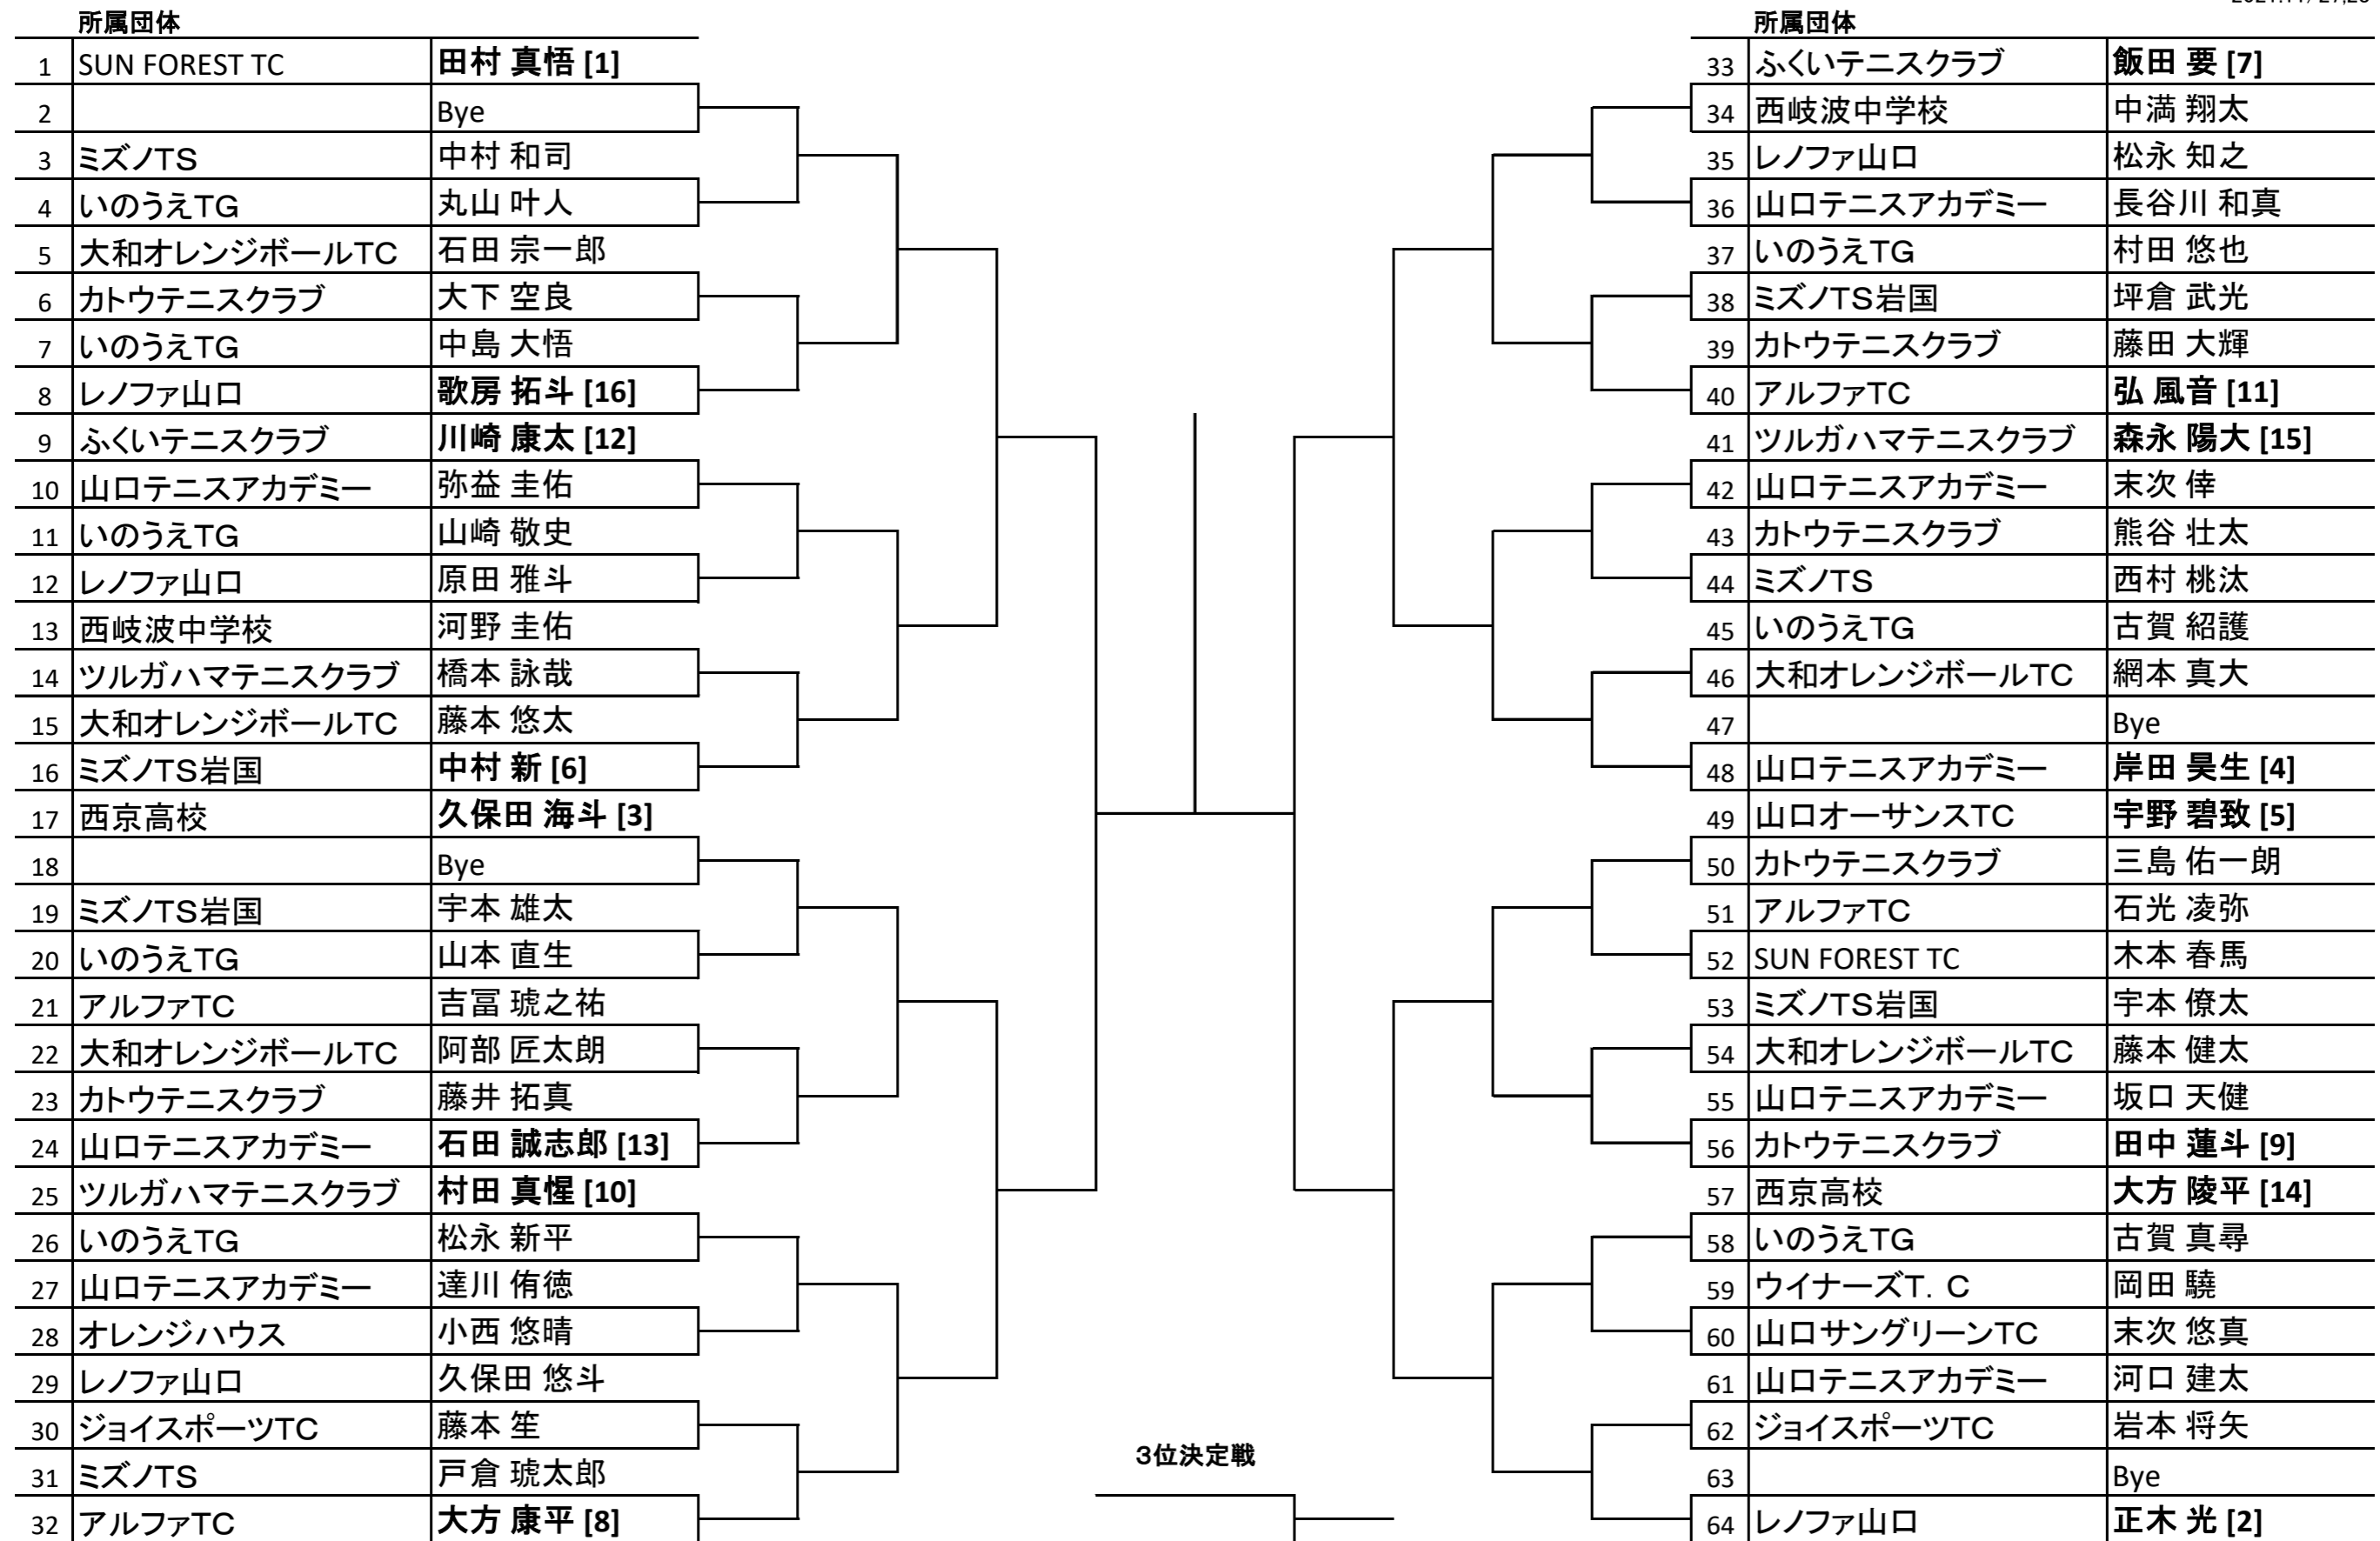 所属団体
1 SUN FOREST TC 田村 真悟 [1]
2 Bye
3 ミズノTS 中村 和司
4 いのうえTG 丸山 叶人
5 大和オレンジボールTC 石田 宗一郎
6 カトウテニスクラブ 大下 空良
7 いのうえTG 中島 大悟
8 レノファ山口 歌房 拓斗 [16]
9 ふくいテニスクラブ 川崎 康太 [12]
10 山口テニスアカデミー 弥益 圭佑
11 いのうえTG 山崎 敬史
12 レノファ山口 原田 雅斗
13 西岐波中学校 河野 圭佑
14 ツルガハマテニスクラブ 橋本 詠哉
15 大和オレンジボールTC 藤本 悠太
16 ミズノTS岩国 中村 新 [6]
17 西京高校 久保田 海斗 [3]
18 Bye
19 ミズノTS岩国 宇本 雄太
20 いのうえTG 山本 直生
21 アルファTC 吉冨 琥之祐
22 大和オレンジボールTC 阿部 匠太朗
23 カトウテニスクラブ 藤井 拓真
24 山口テニスアカデミー 石田 誠志郎 [13]
25 ツルガハマテニスクラブ 村田 真惺 [10]
26 いのうえTG 松永 新平
27 山口テニスアカデミー 達川 侑徳
28 オレンジハウス 小西 悠晴
29 レノファ山口 久保田 悠斗
30 ジョイスポーツTC 藤本 笙
31 ミズノTS 戸倉 琥太郎
32 アルファTC 大方 康平 [8]
3位決定戦
所属団体
33 ふくいテニスクラブ 飯田 要 [7]
34 西岐波中学校 中満 翔太
35 レノファ山口 松永 知之
36 山口テニスアカデミー 長谷川 和真
37 いのうえTG 村田 悠也
38 ミズノTS岩国 坪倉 武光
39 カトウテニスクラブ 藤田 大輝
40 アルファTC 弘 風音 [11]
41 ツルガハマテニスクラブ 森永 陽大 [15]
42 山口テニスアカデミー 末次 倖
43 カトウテニスクラブ 熊谷 壮太
44 ミズノTS 西村 桃汰
45 いのうえTG 古賀 紹護
46 大和オレンジボールTC 網本 真大
47 Bye
48 山口テニスアカデミー 岸田 昊生 [4]
49 山口オーサンスTC 宇野 碧致 [5]
50 カトウテニスクラブ 三島 佑一朗
51 アルファTC 石光 凌弥
52 SUN FOREST TC 木本 春馬
53 ミズノTS岩国 宇本 僚太
54 大和オレンジボールTC 藤本 健太
55 山口テニスアカデミー 坂口 天健
56 カトウテニスクラブ 田中 蓮斗 [9]
57 西京高校 大方 陵平 [14]
58 いのうえTG 古賀 真尋
59 ウイナーズT．C 岡田 驍
60 山口サングリーンTC 末次 悠真
61 山口テニスアカデミー 河口 建太
62 ジョイスポーツTC 岩本 将矢
63 Bye
64 レノファ山口 正木 光 [2]